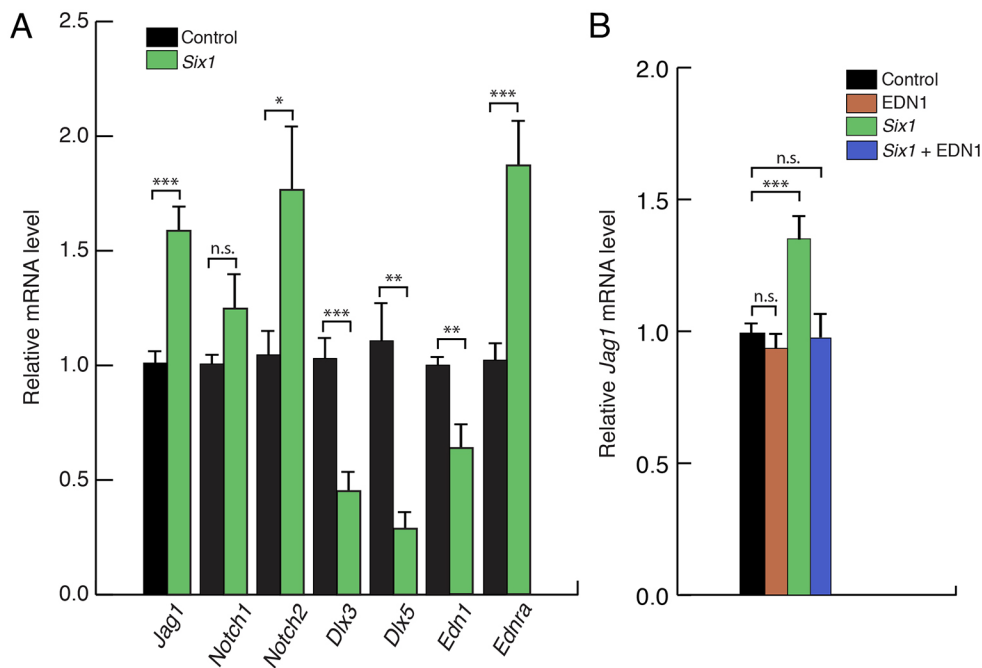 A
2.5
2.0
1.5
1.0
0.5
0.0
Relative mRNA level
Control
Six1
***
n.s.
*
***
**
**
***
Jag1
Notch1
Notch2
Dlx3
Dlx5
Edn1
Ednra
B
2.0
1.5
1.0
0.5
0.0
Relative Jag1 mRNA level
Control
EDN1
Six1
Six1 + EDN1
n.s.
***
n.s.